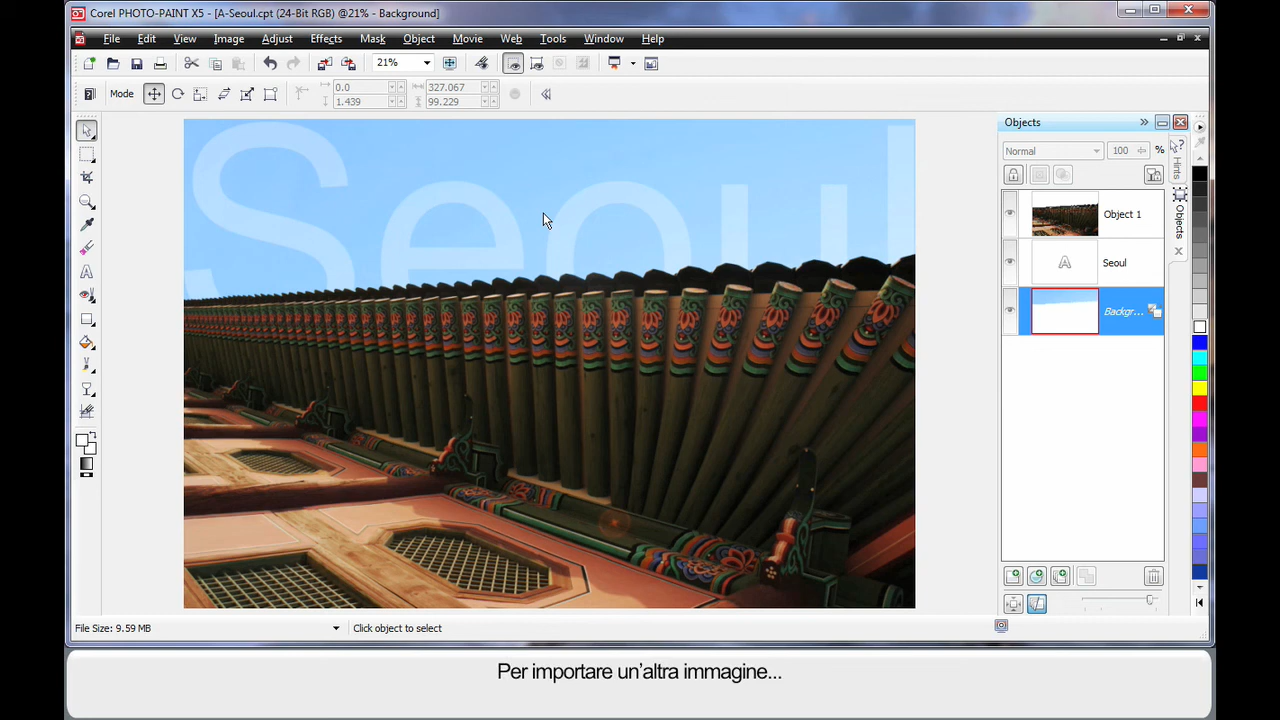 Corel PHOTO-PAINT X5 - [A-Seoul.cpt (24-Bit RGB) @21% - Background]
File Edit View Image Adjust Effects Mask Object Movie Web Tools Window Help
21%
Mode 0.0 327.067
1.439 99.229
Objects
Normal 100 %
Hints
Objects
Object 1
Seoul
Backgr...
Seoul
File Size: 9.59 MB Click object to select
Per importare un'altra immagine...